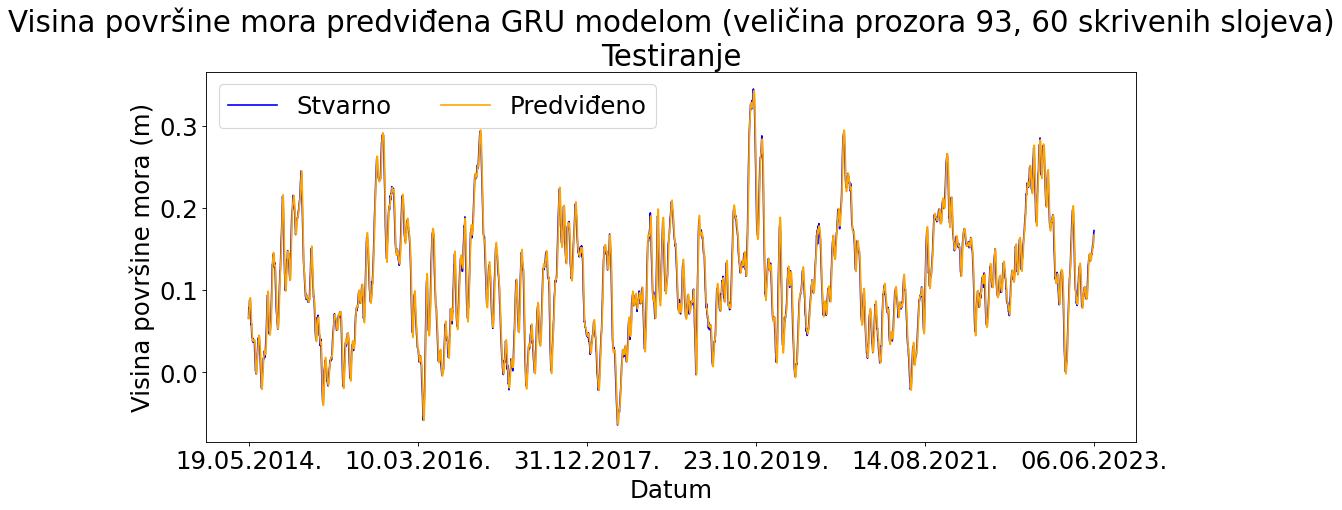 Visina površine mora predviđena GRU modelom (veličina prozora 93, 60 skrivenih slojeva)
Testiranje
Stvarno
Predviđeno
Visina površine mora (m)
0.3
0.2
0.1
0.0
19.05.2014.
10.03.2016.
31.12.2017.
23.10.2019.
14.08.2021.
06.06.2023.
Datum